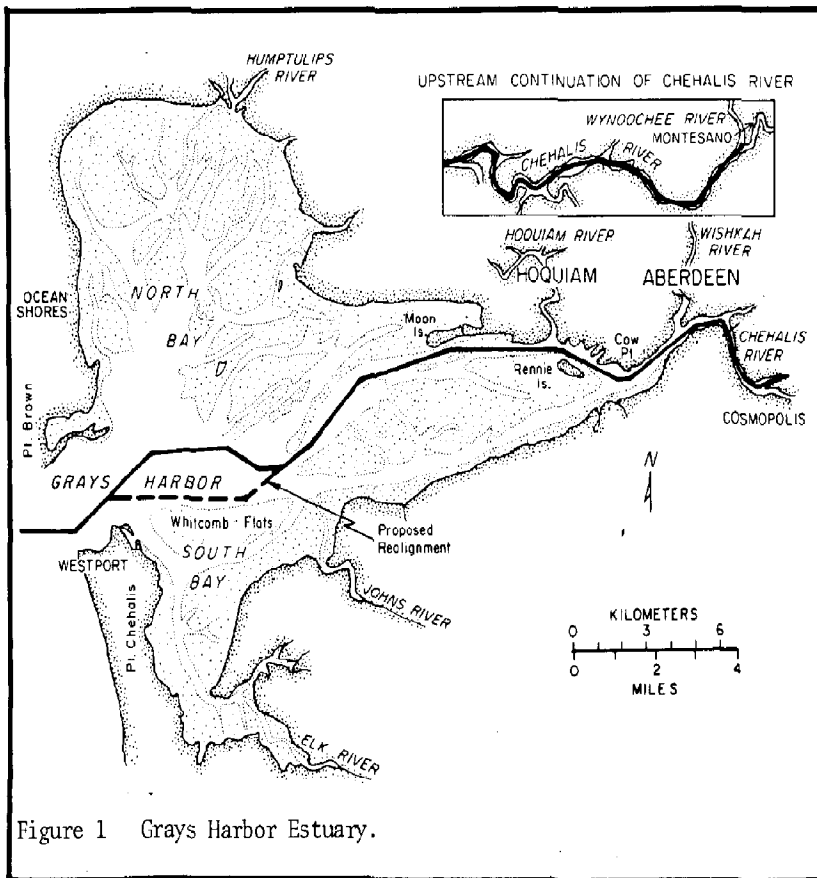 HUMPTULIPS
RIVER
UPSTREAM CONTINUATION OF CHEHALIS RIVER
WYNOOCHEE RIVER
MONTESANO
CHEHALIS
RIVER
HOQUIAM RIVER
HOQUIAM
WISHKAH
RIVER
ABERDEEN
OCEAN
SHORES
NORTH
BAY
Moon
Is.
Cow
Pt.
Rennie
Is.
CHEHALIS
RIVER
COSMOPOLIS
Pt. Brown
GRAYS HARBOR
N
Whitcomb Flats
Proposed
Realignment
SOUTH
BAY
WESTPORT
Pt. Chehalis
JOHNS RIVER
KILOMETERS
0 3 6
0 2 4
MILES
ELK RIVER
Figure 1 Grays Harbor Estuary.